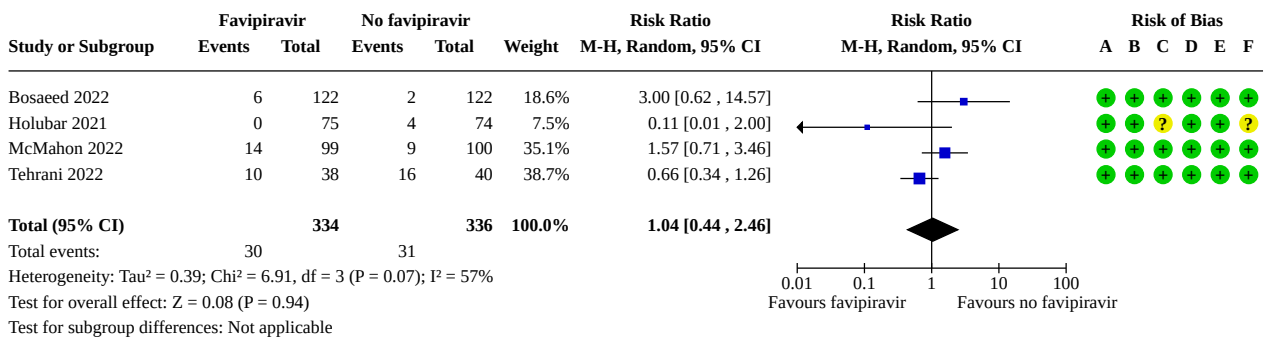 Favipiravir No favipiravir Risk Ratio Risk Ratio Risk of Bias
Study or Subgroup Events Total Events Total Weight M-H, Random, 95% CI M-H, Random, 95% CI A B C D E F
Bosaeed 2022 6 122 2 122 18.6% 3.00 [0.62 , 14.57] + + + + + +
Holubar 2021 0 75 4 74 7.5% 0.11 [0.01 , 2.00] + + ? + + ?
McMahon 2022 14 99 9 100 35.1% 1.57 [0.71 , 3.46] + + + + + +
Tehrani 2022 10 38 16 40 38.7% 0.66 [0.34 , 1.26] + + + + + +
Total (95% CI) 334 336 100.0% 1.04 [0.44 , 2.46]
Total events: 30 31
Heterogeneity: Tau² = 0.39; Chi² = 6.91, df = 3 (P = 0.07); I² = 57%
0.01 0.1 1 10 100
Test for overall effect: Z = 0.08 (P = 0.94) Favours favipiravir Favours no favipiravir
Test for subgroup differences: Not applicable